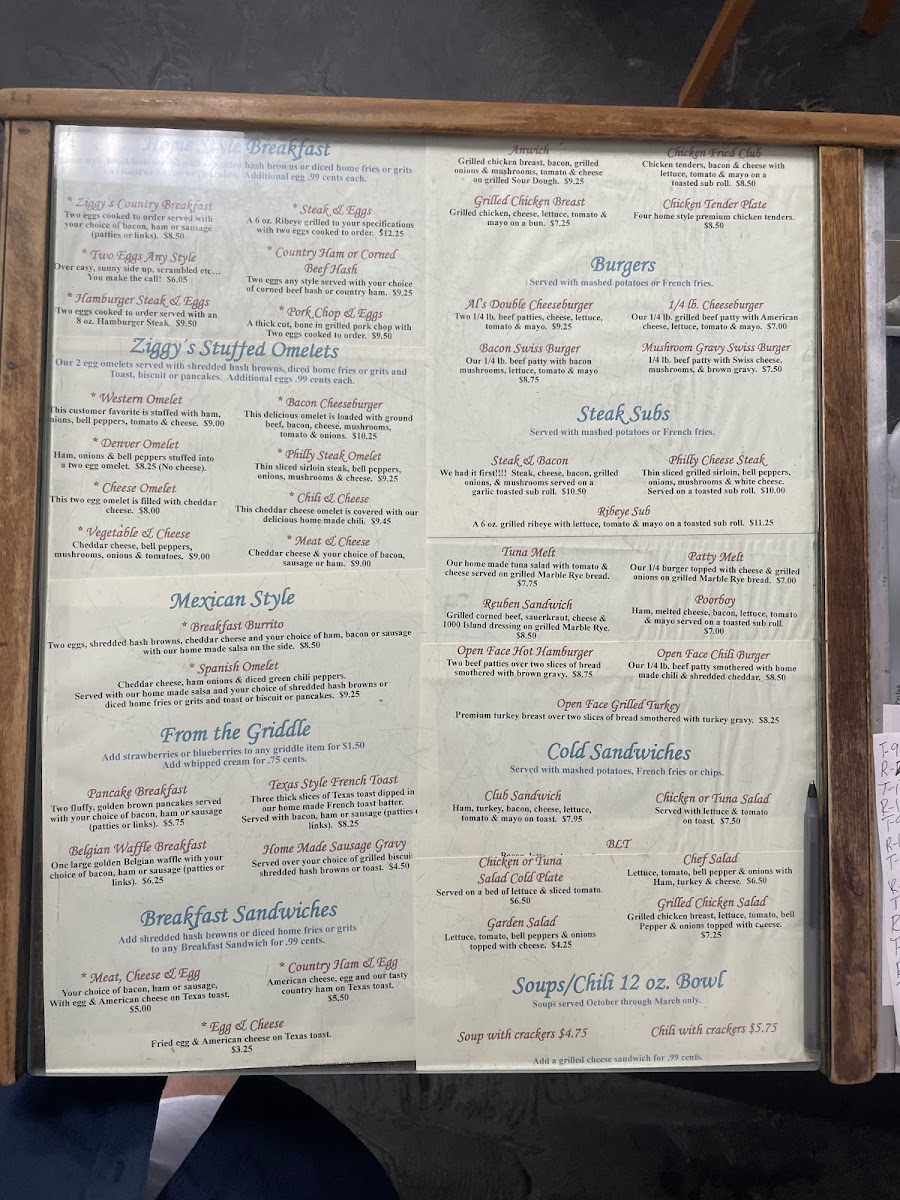 Home Style Breakfast
hash browns or diced home fries or grits
Additional egg .99 cents each.
* Ziggy's Country Breakfast
Two eggs cooked to order served with
your choice of bacon, ham or sausage
(patties or links). $8.50
* Steak & Eggs
A 6 oz. Ribeye grilled to your specifications
with two eggs cooked to order. $12.25
* Two Eggs Any Style
Over easy, sunny side up, scrambled etc...
You make the call! $6.05
* Country Ham or Corned
Beef Hash
Two eggs any style served with your choice
of corned beef hash or country ham. $9.25
* Hamburger Steak & Eggs
Two eggs cooked to order served with an
8 oz. Hamburger Steak. $9.50
* Pork Chop & Eggs
A thick cut, bone in grilled pork chop with
Two eggs cooked to order. $9.50
Ziggy's Stuffed Omelets
Our 2 egg omelets served with shredded hash browns, diced home fries or grits and
Toast, biscuit or pancakes. Additional eggs .99 cents each.
* Western Omelet
This customer favorite is stuffed with ham,
nions, bell peppers, tomato & cheese. $9.00
* Bacon Cheeseburger
This delicious omelet is loaded with ground
beef, bacon, cheese, mushrooms,
tomato & onions. $10.25
* Denver Omelet
Ham, onions & bell peppers stuffed into
a two egg omelet. $8.25 (No cheese).
* Philly Steak Omelet
Thin sliced sirloin steak, bell peppers,
onions, mushrooms & cheese. $9.25
* Cheese Omelet
This two egg omelet is filled with cheddar
cheese. $8.00
* Chili & Cheese
This cheddar cheese omelet is covered with our
delicious home made chili. $9.45
* Vegetable & Cheese
Cheddar cheese, bell peppers,
mushrooms, onions & tomatoes. $9.00
* Meat & Cheese
Cheddar cheese & your choice of bacon,
sausage or ham. $9.00
Mexican Style
* Breakfast Burrito
Two eggs, shredded hash browns, cheddar cheese and your choice of ham, bacon or sausage
with our home made salsa on the side. $8.50
* Spanish Omelet
Cheddar cheese, ham onions & diced green chili peppers.
Served with our home made salsa and your choice of shredded hash browns or
diced home fries or grits and toast or biscuit or pancakes. $9.25
From the Griddle
Add strawberries or blueberries to any griddle item for $1.50
Add whipped cream for .75 cents.
Pancake Breakfast
Two fluffy, golden brown pancakes served
with your choice of bacon, ham or sausage
(patties or links). $5.75
Texas Style French Toast
Three thick slices of Texas toast dipped in
our home made French toast batter.
Served with bacon, ham or sausage (patties
links). $8.25
Belgian Waffle Breakfast
One large golden Belgian waffle with your
choice of bacon, ham or sausage (patties or
links). $6.25
Home Made Sausage Gravy
Served over your choice of grilled biscui
shredded hash browns or toast. $4.50
Breakfast Sandwiches
Add shredded hash browns or diced home fries or grits
to any Breakfast Sandwich for .99 cents.
* Meat, Cheese & Egg
Your choice of bacon, ham or sausage,
With egg & American cheese on Texas toast.
$5.00
* Country Ham & Egg
American cheese, egg and our tasty
country ham on Texas toast.
$5.50
* Egg & Cheese
Fried egg & American cheese on Texas toast.
$3.25
Anwich
Grilled chicken breast, bacon, grilled
onions & mushrooms, tomato & cheese
on grilled Sour Dough. $9.25
Chicken Fried Club
Chicken tenders, bacon & cheese with
lettuce, tomato & mayo on a
toasted sub roll. $8.50
Grilled Chicken Breast
Grilled chicken, cheese, lettuce, tomato &
mayo on a bun. $7.25
Chicken Tender Plate
Four home style premium chicken tenders.
$8.50
Burgers
Served with mashed potatoes or French fries.
Al's Double Cheeseburger
Two 1/4 lb. beef patties, cheese, lettuce,
tomato & mayo. $9.25
1/4 lb. Cheeseburger
Our 1/4 lb. grilled beef patty with American
cheese, lettuce, tomato & mayo. $7.00
Bacon Swiss Burger
Our 1/4 lb. beef patty with bacon
mushrooms, lettuce, tomato & mayo
$8.75
Mushroom Gravy Swiss Burger
1/4 lb. beef patty with Swiss cheese,
mushrooms, & brown gravy. $7.50
Steak Subs
Served with mashed potatoes or French fries.
Steak & Bacon
We had it first!!!! Steak, cheese, bacon, grilled
onions, & mushrooms served on a
garlic toasted sub roll. $10.50
Philly Cheese Steak
Thin sliced grilled sirloin, bell peppers,
onions, mushrooms & white cheese.
Served on a toasted sub roll. $10.00
Ribeye Sub
A 6 oz. grilled ribeye with lettuce, tomato & mayo on a toasted sub roll. $11.25
Tuna Melt
Our home made tuna salad with tomato &
cheese served on grilled Marble Rye bread.
$7.75
Patty Melt
Our 1/4 burger topped with cheese & grilled
onions on grilled Marble Rye bread. $7.00
Reuben Sandwich
Grilled corned beef, sauerkraut, cheese &
1000 Island dressing on grilled Marble Rye.
$8.50
Poorboy
Ham, melted cheese, bacon, lettuce, tomato
& mayo served on a toasted sub roll.
$7.00
Open Face Hot Hamburger
Two beef patties over two slices of bread
smothered with brown gravy. $8.75
Open Face Chili Burger
Our 1/4 lb. beef patty smothered with home
made chili & shredded cheddar, $8.50
Open Face Grilled Turkey
Premium turkey breast over two slices of bread smothered with turkey gravy. $8.25
Cold Sandwiches
Served with mashed potatoes, French fries or chips.
Club Sandwich
Ham, turkey, bacon, cheese, lettuce,
tomato & mayo on toast. $7.95
Chicken or Tuna Salad
Served with lettuce & tomato
on toast. $7.50
BLT
Chicken or Tuna
Salad Cold Plate
Served on a bed of lettuce & sliced tomato.
$6.50
Chef Salad
Lettuce, tomato, bell pepper & onions with
Ham, turkey & cheese. $6.50
Garden Salad
Lettuce, tomato, bell peppers & onions
topped with cheese. $4.25
Grilled Chicken Salad
Grilled chicken breast, lettuce, tomato, bell
Pepper & onions topped with cheese.
$7.25
Soups/Chili 12 oz. Bowl
Soups served October through March only.
Soup with crackers $4.75
Chili with crackers $5.75
Add a grilled cheese sandwich for .99 cents.